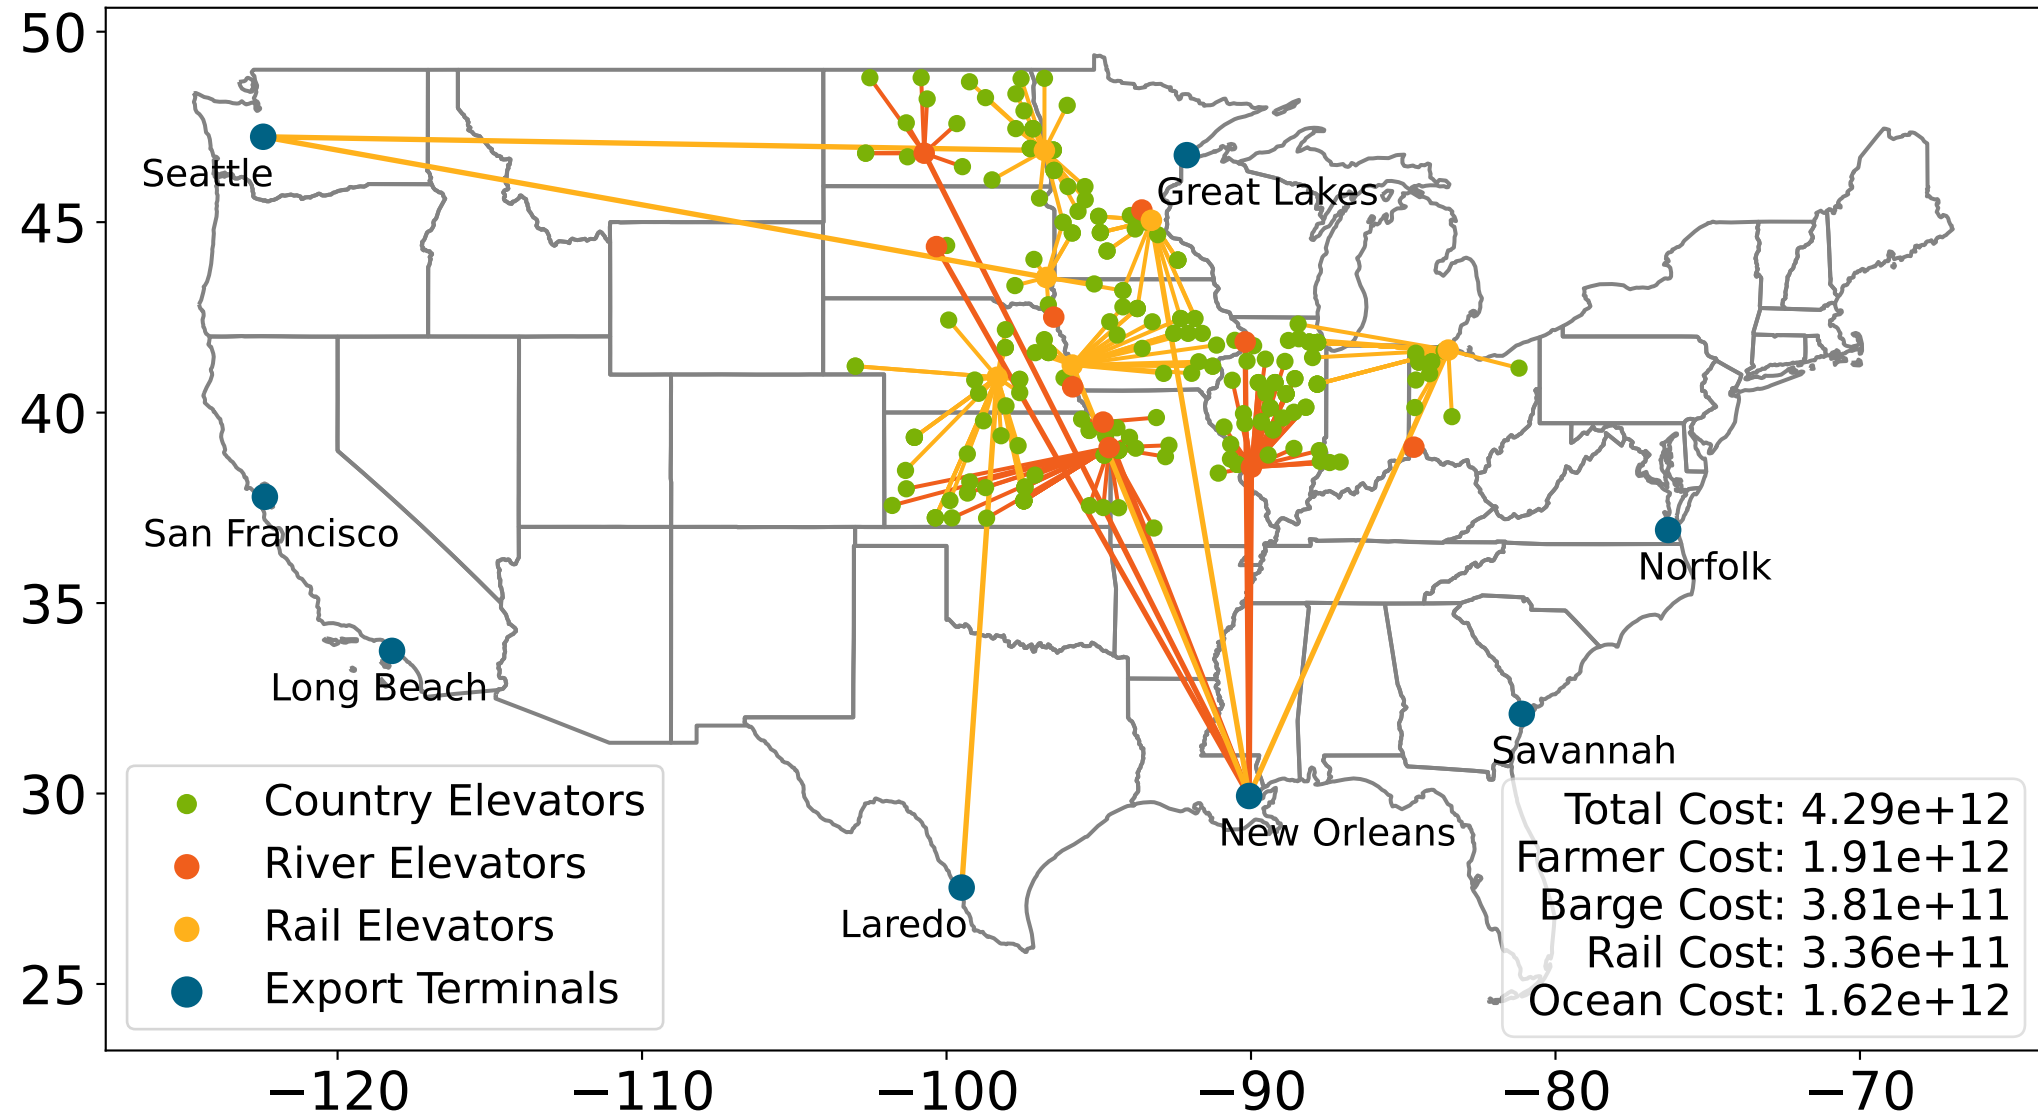 50
45
40
35
30
25
−120
−110
−100
−90
−80
−70
Seattle
Great Lakes
San Francisco
Norfolk
Long Beach
Savannah
New Orleans
Laredo
Country Elevators
River Elevators
Rail Elevators
Export Terminals
Total Cost: 4.29e+12
Farmer Cost: 1.91e+12
Barge Cost: 3.81e+11
Rail Cost: 3.36e+11
Ocean Cost: 1.62e+12